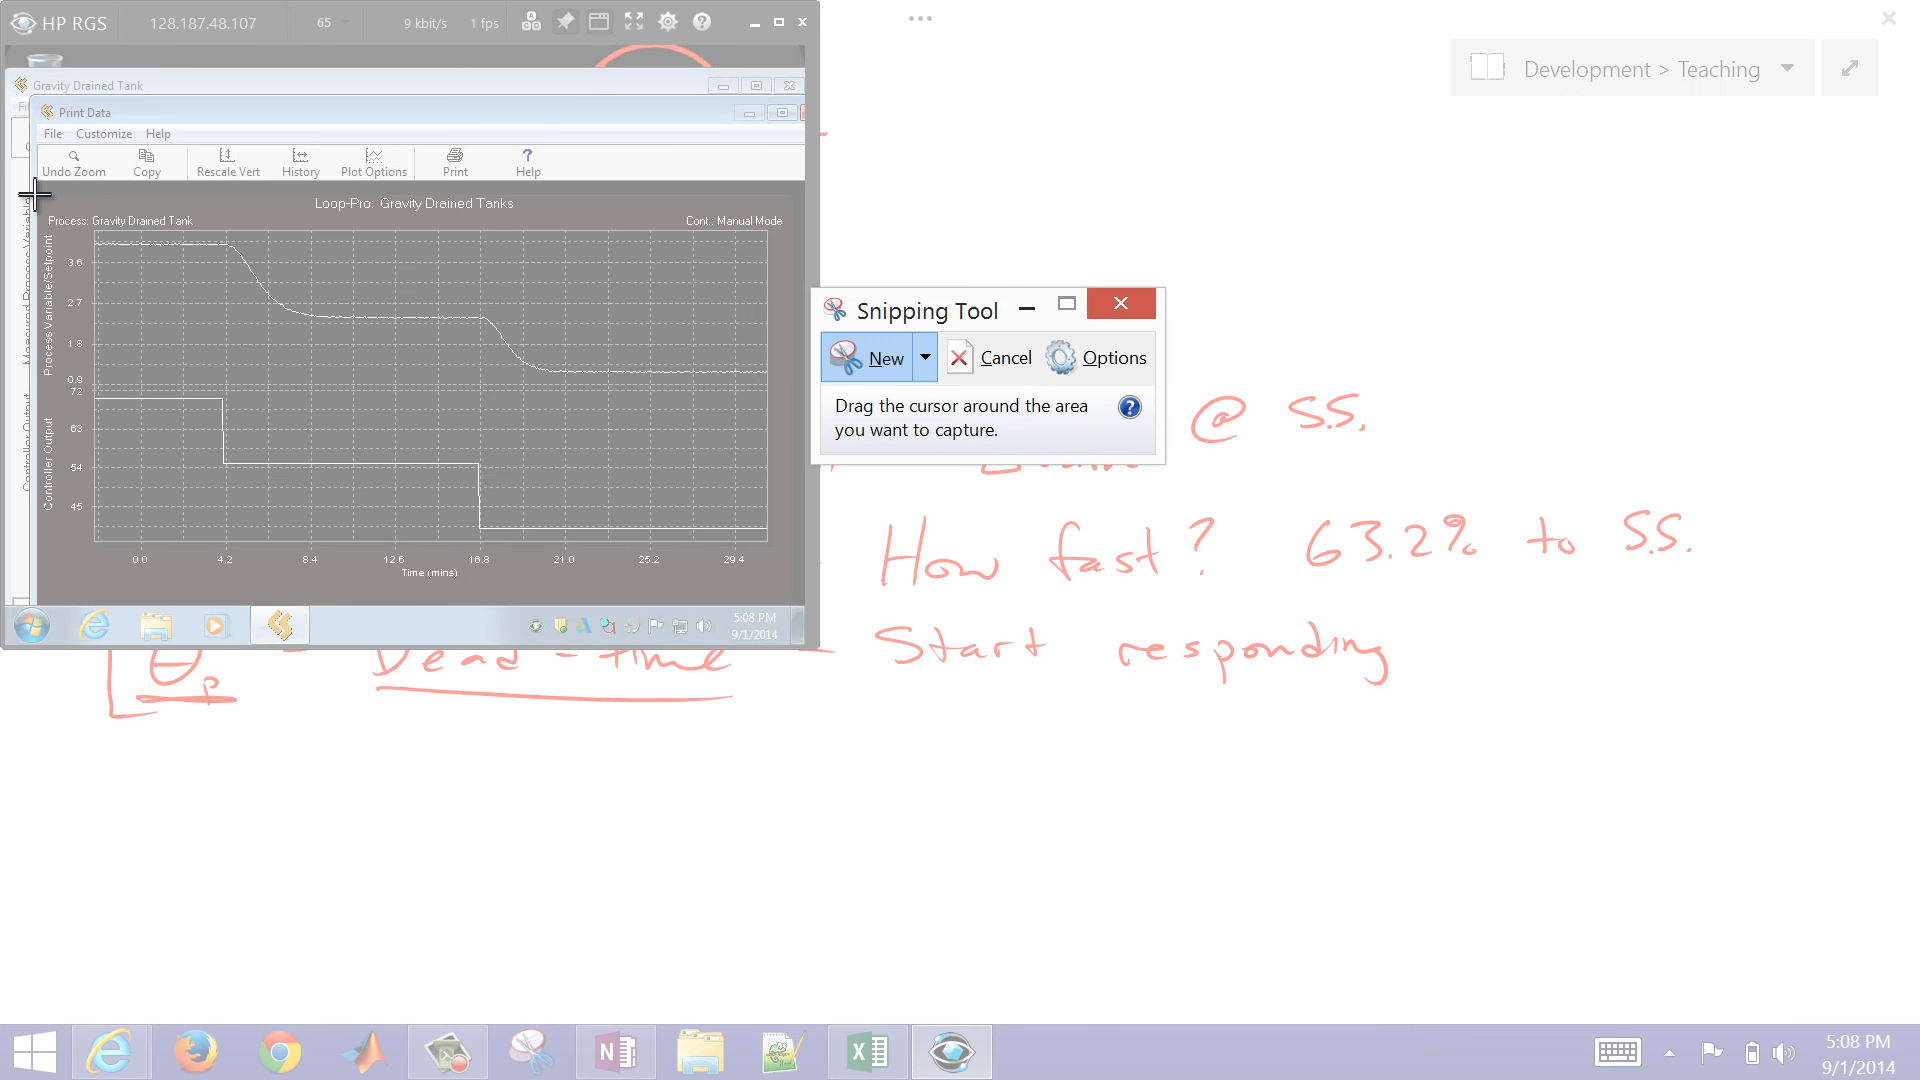 HP RGS 128.187.48.107 65 9 kbit/s 1 fps
Development > Teaching
Gravity Drained Tank
Print Data
File Customize Help
Undo Zoom Copy Rescale Vert History Plot Options Print Help
Loop-Pro: Gravity Drained Tanks
Process: Gravity Drained Tank Cont.: Manual Mode
Process Variable/Setpoint
3.6
2.7
1.8
0.9
72
63
54
45
Controller Output
0.0 4.2 8.4 12.6 16.8 21.0 25.2 29.4
Time (mins)
5:08 PM
9/1/2014
Snipping Tool
New Cancel Options
Drag the cursor around the area
you want to capture.
@ S.S.
How fast? 63.2% to S.S.
θp - Dead-time - Start responding
5:08 PM
9/1/2014